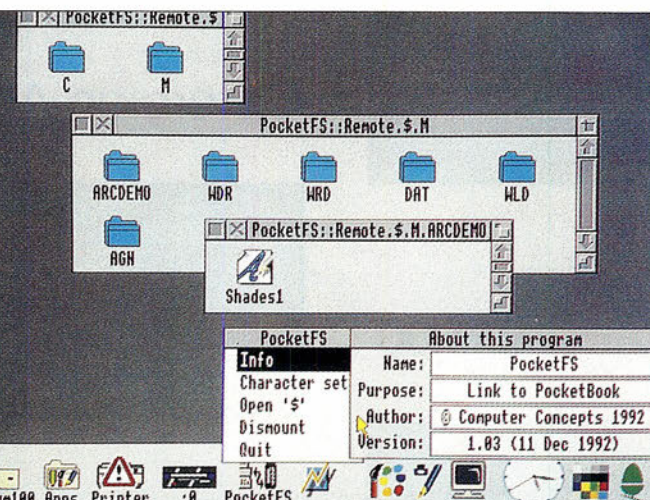 PocketFS::Remote.$
C M
PocketFS::Remote.$.M
ARCDEMO WDR WRD DAT WLD
AGN
PocketFS::Remote.$.M.ARCDEMO
Shades1
PocketFS
Info
Character set
Open '$'
Dismount
Quit
About this program
Name: PocketFS
Purpose: Link to PocketBook
Author: © Computer Concepts 1992
Version: 1.03 (11 Dec 1992)
Apps Printer :0 PocketFS